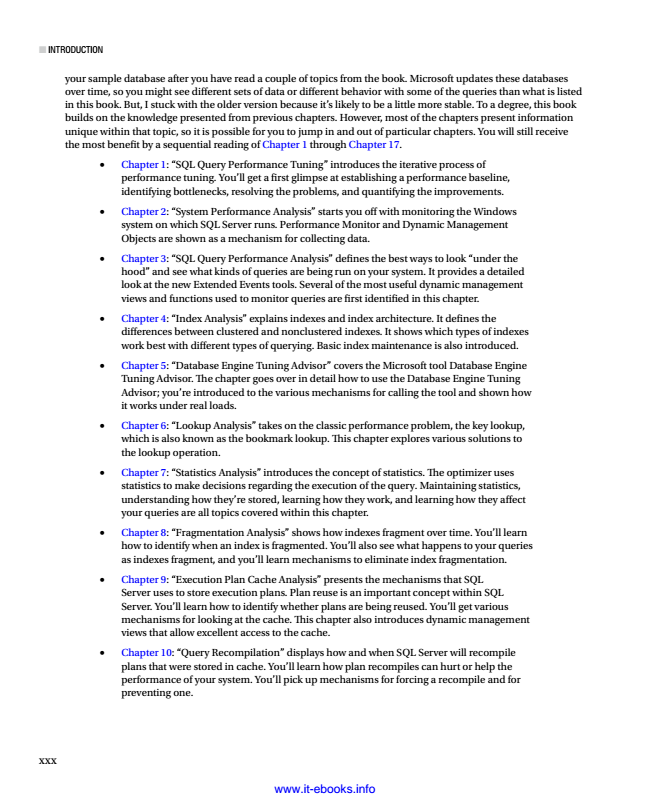 INTRODUCTION
your sample database after you have read a couple of topics from the book. Microsoft updates these databases
over time, so you might see different sets of data or different behavior with some of the queries than what is listed
in this book. But, I stuck with the older version because it’s likely to be a little more stable. To a degree, this book
builds on the knowledge presented from previous chapters. However, most of the chapters present information
unique within that topic, so it is possible for you to jump in and out of particular chapters. You will still receive
the most benefit by a sequential reading of Chapter 1 through Chapter 17.
• Chapter 1: “SQL Query Performance Tuning” introduces the iterative process of
performance tuning. You’ll get a first glimpse at establishing a performance baseline,
identifying bottlenecks, resolving the problems, and quantifying the improvements.
• Chapter 2: “System Performance Analysis” starts you off with monitoring the Windows
system on which SQL Server runs. Performance Monitor and Dynamic Management
Objects are shown as a mechanism for collecting data.
• Chapter 3: “SQL Query Performance Analysis” defines the best ways to look “under the
hood” and see what kinds of queries are being run on your system. It provides a detailed
look at the new Extended Events tools. Several of the most useful dynamic management
views and functions used to monitor queries are first identified in this chapter.
• Chapter 4: “Index Analysis” explains indexes and index architecture. It defines the
differences between clustered and nonclustered indexes. It shows which types of indexes
work best with different types of querying. Basic index maintenance is also introduced.
• Chapter 5: “Database Engine Tuning Advisor” covers the Microsoft tool Database Engine
Tuning Advisor. The chapter goes over in detail how to use the Database Engine Tuning
Advisor; you’re introduced to the various mechanisms for calling the tool and shown how
it works under real loads.
• Chapter 6: “Lookup Analysis” takes on the classic performance problem, the key lookup,
which is also known as the bookmark lookup. This chapter explores various solutions to
the lookup operation.
• Chapter 7: “Statistics Analysis” introduces the concept of statistics. The optimizer uses
statistics to make decisions regarding the execution of the query. Maintaining statistics,
understanding how they’re stored, learning how they work, and learning how they affect
your queries are all topics covered within this chapter.
• Chapter 8: “Fragmentation Analysis” shows how indexes fragment over time. You’ll learn
how to identify when an index is fragmented. You’ll also see what happens to your queries
as indexes fragment, and you’ll learn mechanisms to eliminate index fragmentation.
• Chapter 9: “Execution Plan Cache Analysis” presents the mechanisms that SQL
Server uses to store execution plans. Plan reuse is an important concept within SQL
Server. You’ll learn how to identify whether plans are being reused. You’ll get various
mechanisms for looking at the cache. This chapter also introduces dynamic management
views that allow excellent access to the cache.
• Chapter 10: “Query Recompilation” displays how and when SQL Server will recompile
plans that were stored in cache. You’ll learn how plan recompiles can hurt or help the
performance of your system. You’ll pick up mechanisms for forcing a recompile and for
preventing one.
xxx
www.it-ebooks.info